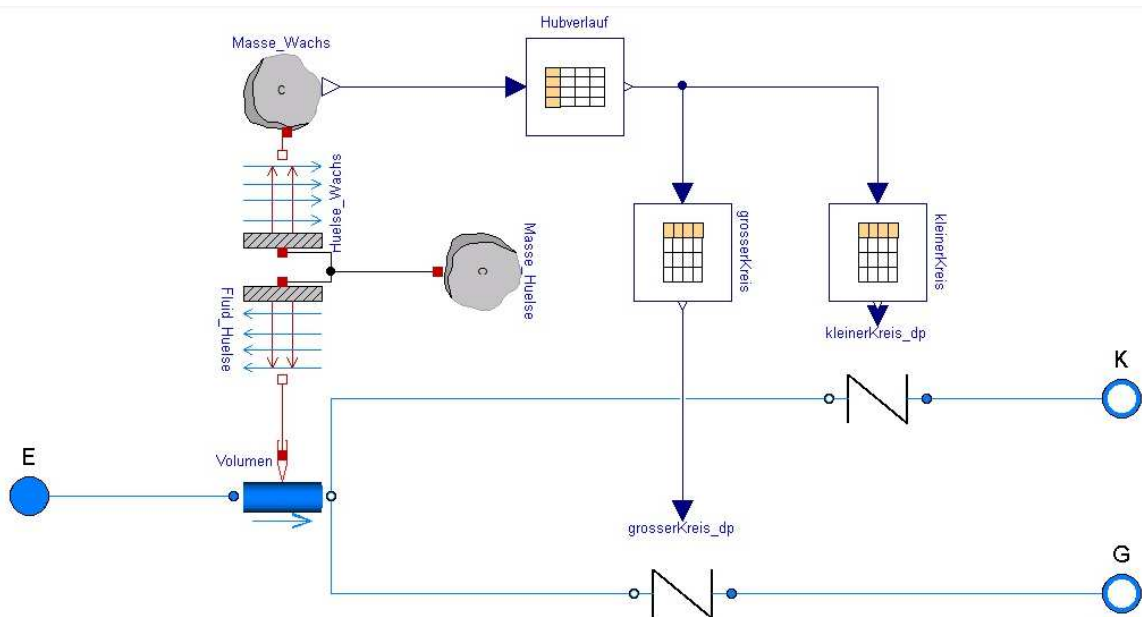 Hubverlauf
Masse_Wachs
C
Huelse_Wachs
grosserKreis
kleinerKreis
Masse_Huelse
C
Fluid_Huelse
kleinerKreis_dp
K
E
Volumen
grosserKreis_dp
G